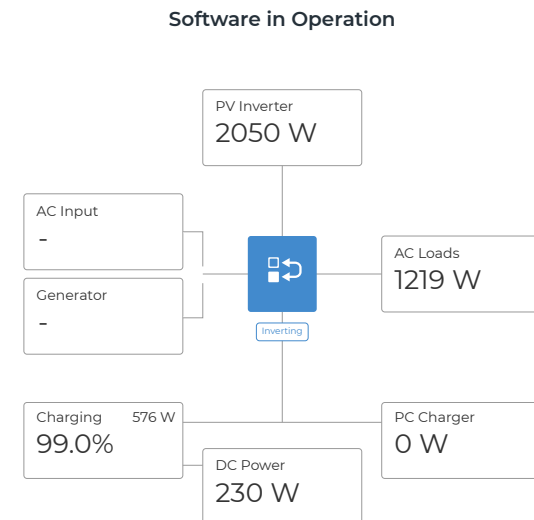 Software in Operation
PV Inverter
2050 W
AC Input
-
Generator
-
AC Loads
1219 W
Inverting
Charging 576 W
99.0%
PC Charger
0 W
DC Power
230 W